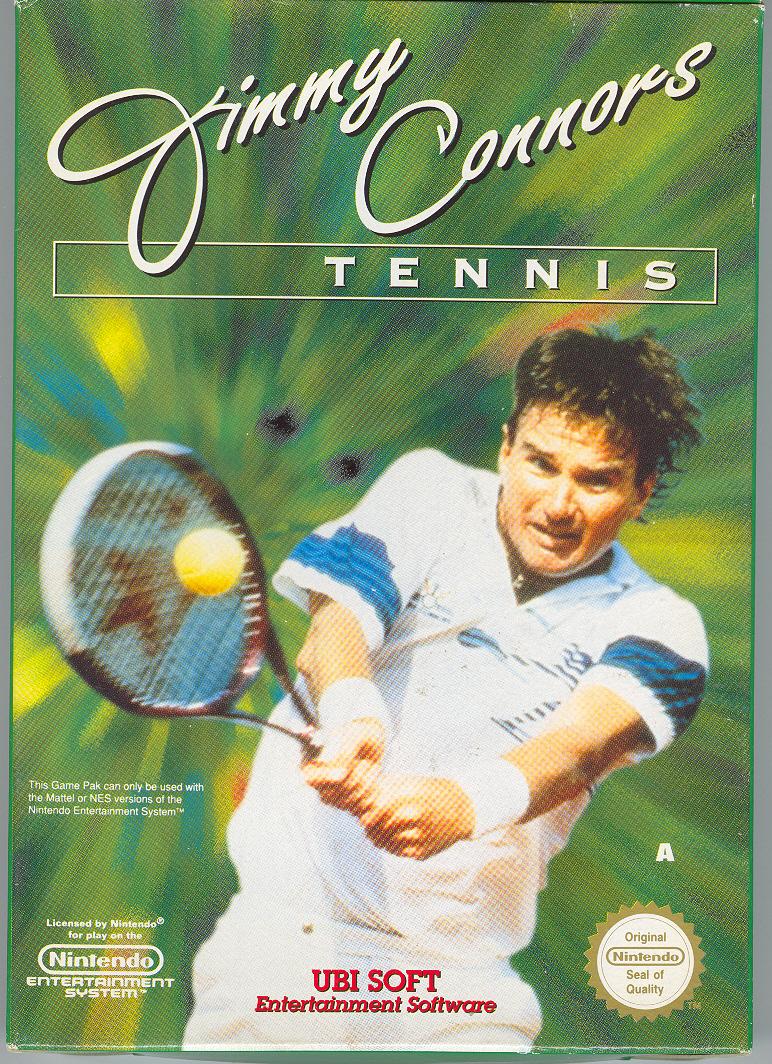 Jimmy
Connors
TENNIS
This Game Pak can only be used with
the Mattel or NES versions of the
Nintendo Entertainment System™
A
Licensed by Nintendo®
for play on the
Nintendo
ENTERTAINMENT
SYSTEM™
UBI SOFT
Entertainment Software
Original
Nintendo
Seal of
Quality
TM